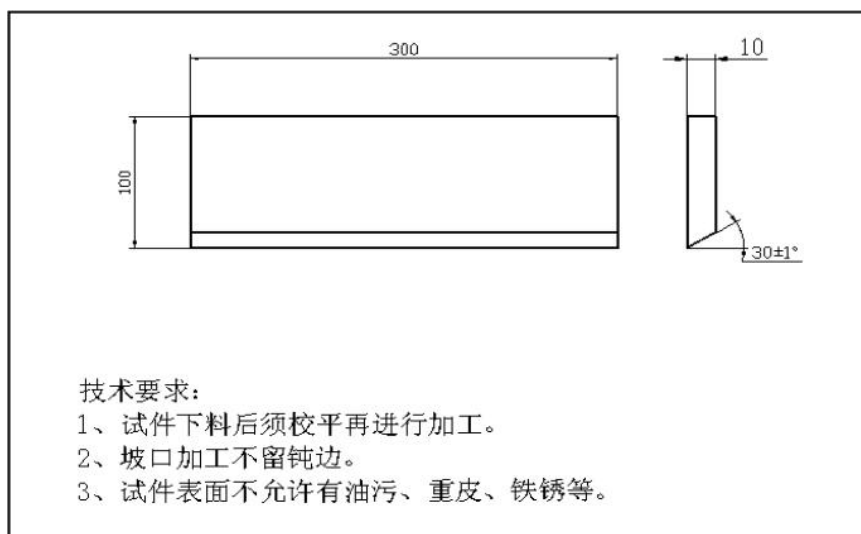 300
10
100
30±1°
技术要求：
1、试件下料后须校平再进行加工。
2、坡口加工不留钝边。
3、试件表面不允许有油污、重皮、铁锈等。